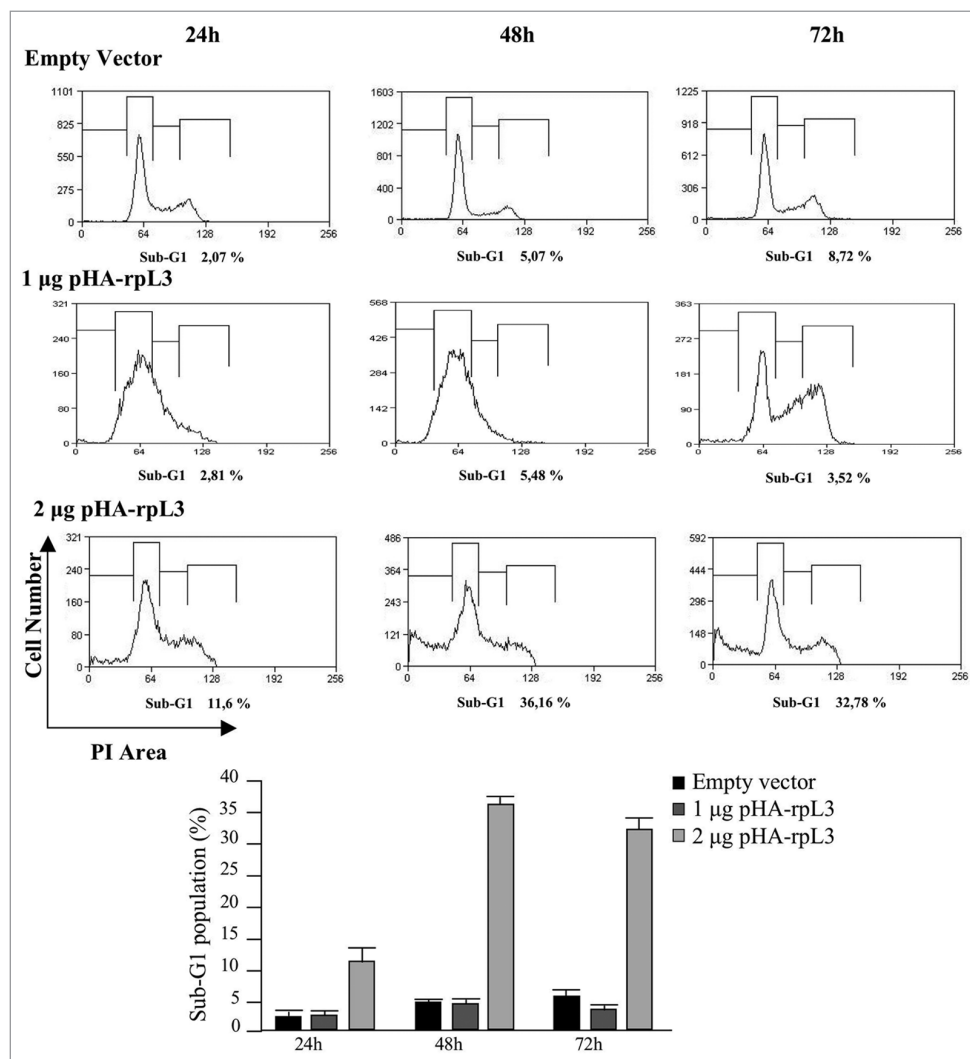 24h 48h 72h
Empty Vector
1101 825 550 275 0
0 64 128 192 256
Sub-G1 2,07 %
1603 1202 801 400 0
0 64 128 192 256
Sub-G1 5,07 %
1225 918 612 306 0
0 64 128 192 256
Sub-G1 8,72 %
1 µg pHA-rpL3
321 240 160 80 0
0 64 128 192 256
Sub-G1 2,81 %
568 426 284 142 0
0 64 128 192 256
Sub-G1 5,48 %
363 272 181 90 0
0 64 128 192 256
Sub-G1 3,52 %
2 µg pHA-rpL3
321 240 160 80 0
0 64 128 192 256
Sub-G1 11,6 %
486 364 243 121 0
0 64 128 192 256
Sub-G1 36,16 %
592 444 296 148 0
0 64 128 192 256
Sub-G1 32,78 %
Cell Number
PI Area
Sub-G1 population (%)
40
35
30
25
20
15
10
5
0
24h 48h 72h
Empty vector
1 µg pHA-rpL3
2 µg pHA-rpL3